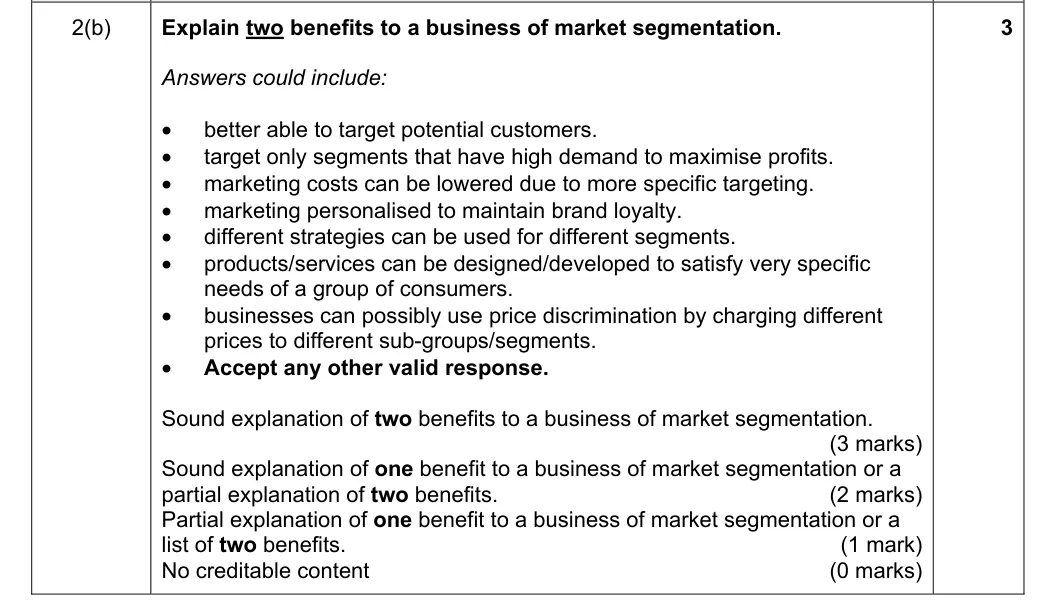 2(b) Explain two benefits to a business of market segmentation. 3
Answers could include:
• better able to target potential customers.
• target only segments that have high demand to maximise profits.
• marketing costs can be lowered due to more specific targeting.
• marketing personalised to maintain brand loyalty.
• different strategies can be used for different segments.
• products/services can be designed/developed to satisfy very specific
needs of a group of consumers.
• businesses can possibly use price discrimination by charging different
prices to different sub-groups/segments.
• Accept any other valid response.
Sound explanation of two benefits to a business of market segmentation.
(3 marks)
Sound explanation of one benefit to a business of market segmentation or a
partial explanation of two benefits. (2 marks)
Partial explanation of one benefit to a business of market segmentation or a
list of two benefits. (1 mark)
No creditable content (0 marks)